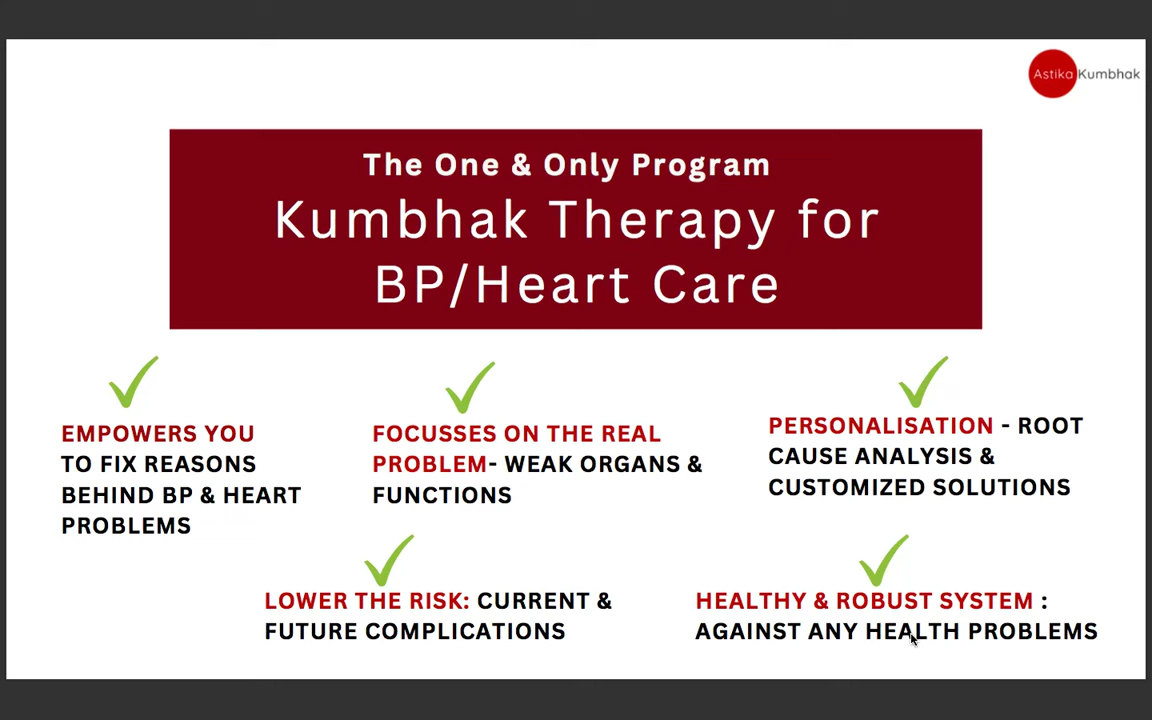 Astika Kumbhak
The One & Only Program
Kumbhak Therapy for
BP/Heart Care
EMPOWERS YOU
TO FIX REASONS
BEHIND BP & HEART
PROBLEMS
FOCUSSES ON THE REAL
PROBLEM- WEAK ORGANS &
FUNCTIONS
PERSONALISATION - ROOT
CAUSE ANALYSIS &
CUSTOMIZED SOLUTIONS
LOWER THE RISK: CURRENT &
FUTURE COMPLICATIONS
HEALTHY & ROBUST SYSTEM :
AGAINST ANY HEALTH PROBLEMS